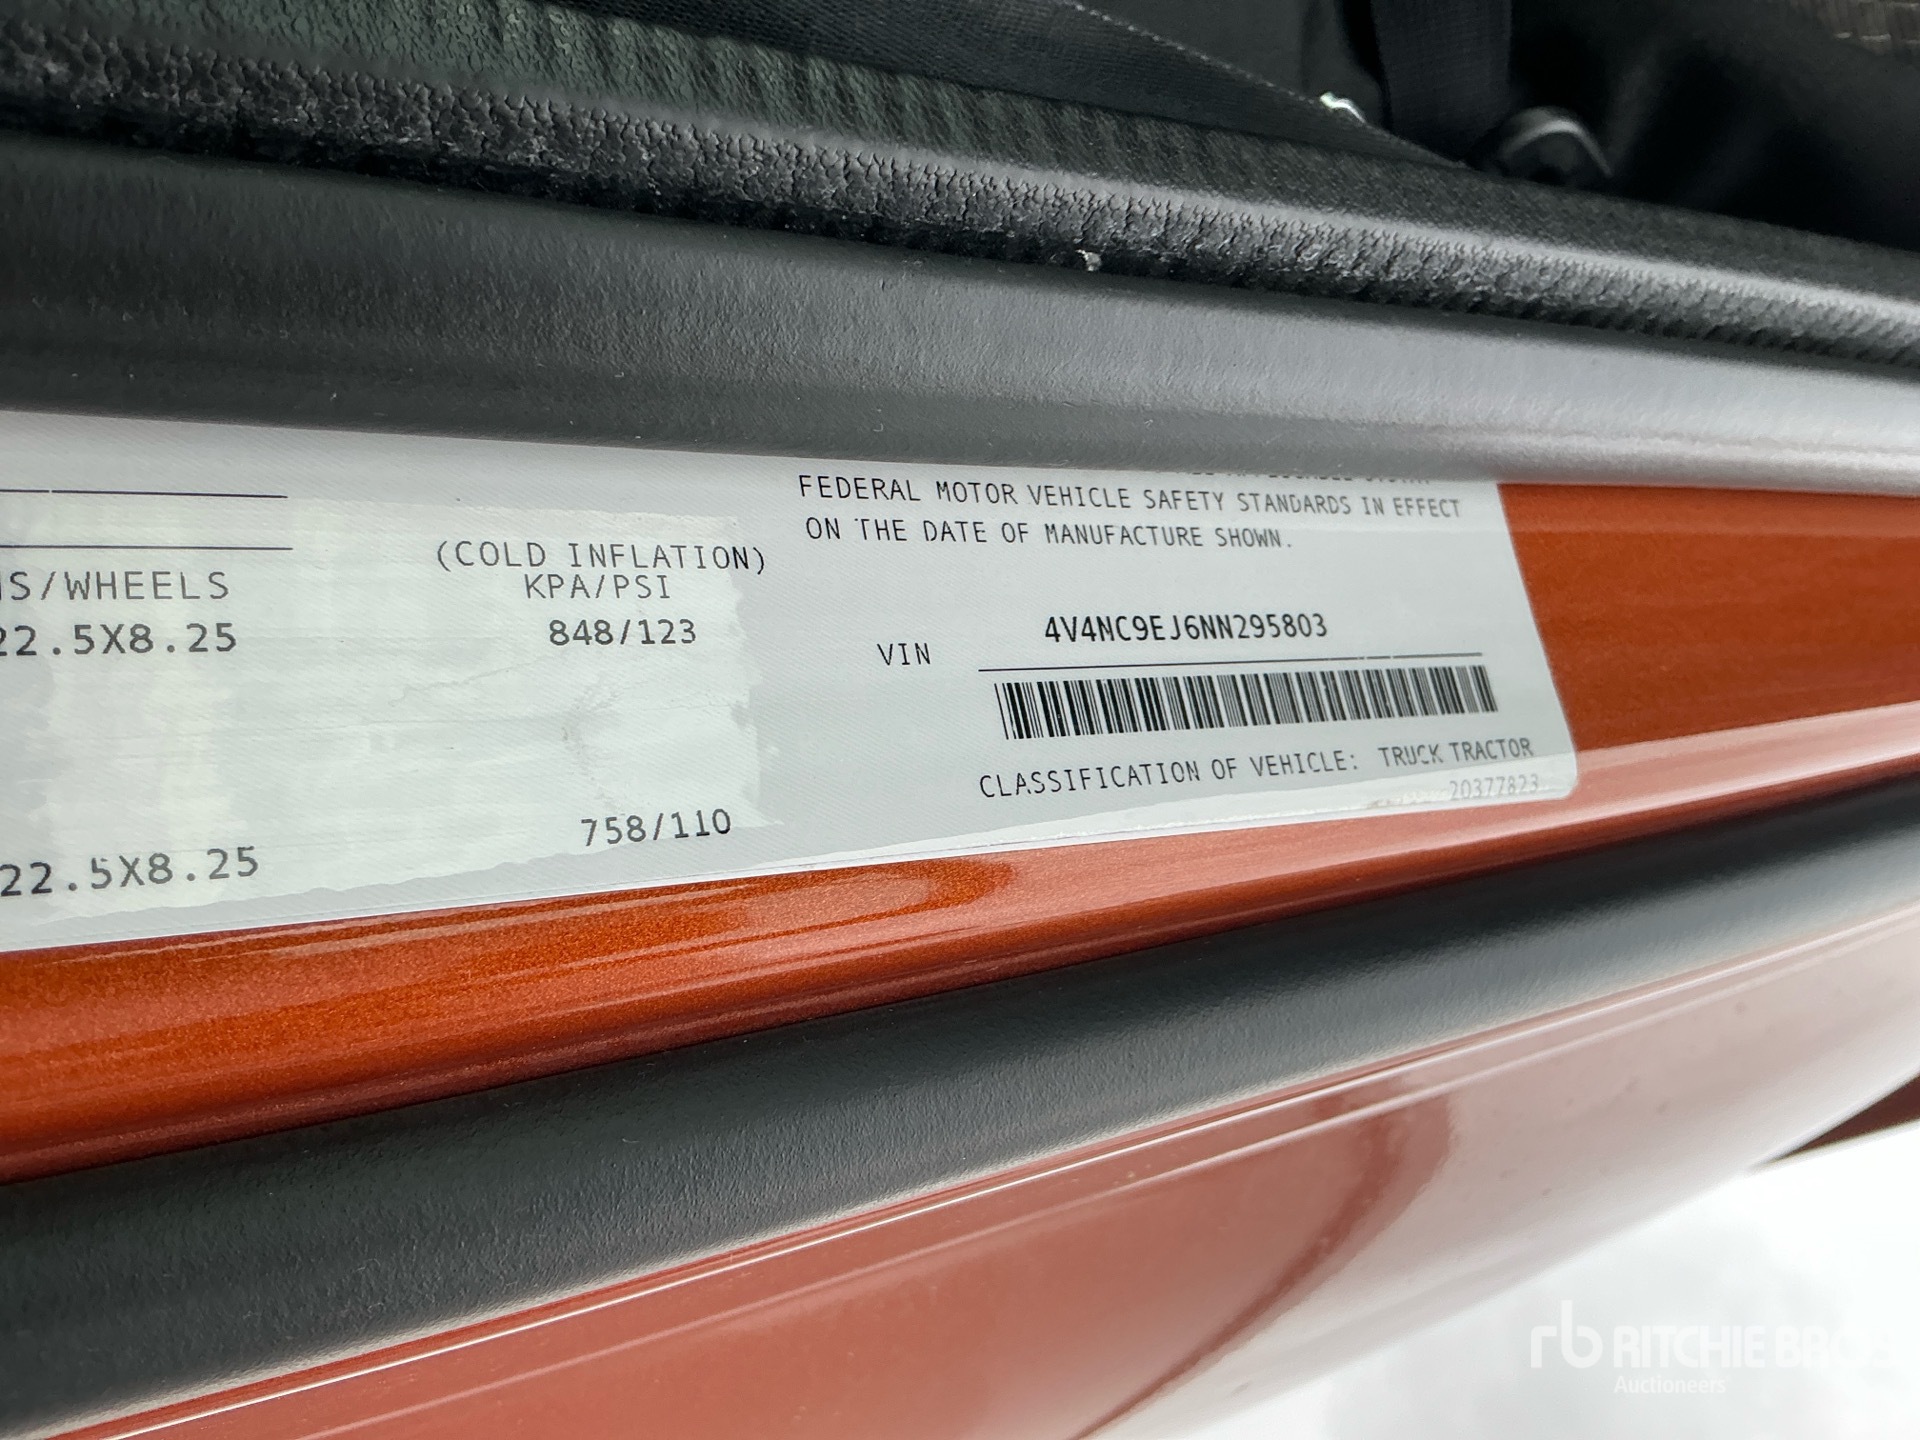 FEDERAL MOTOR VEHICLE SAFETY STANDARDS IN EFFECT
ON THE DATE OF MANUFACTURE SHOWN.
(COLD INFLATION)
S/WHEELS KPA/PSI
22.5X8.25 848/123
VIN 4V4NC9EJ6NN295803
CLASSIFICATION OF VEHICLE: TRUCK TRACTOR
20377823
22.5X8.25 758/110
rb RITCHIE BROS
Auctioneers